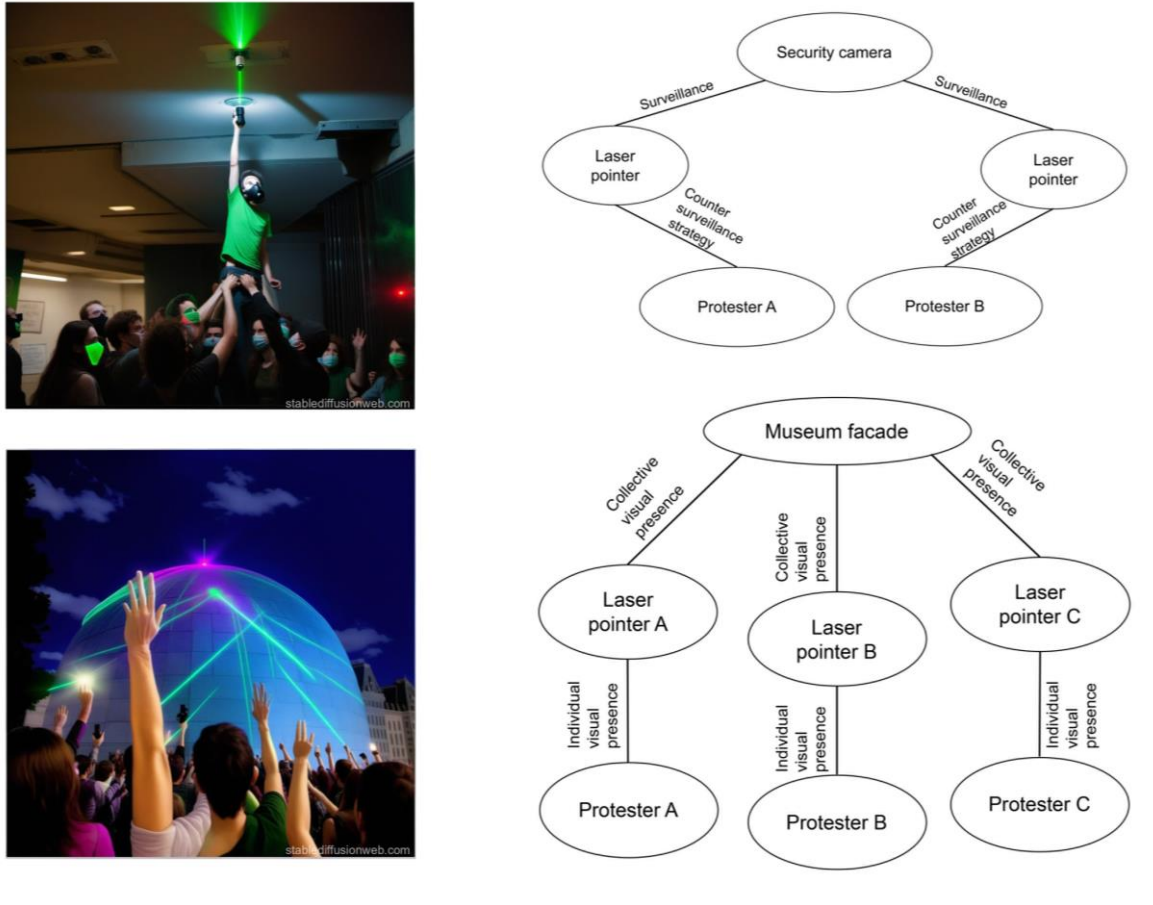 stablediffusionweb.com
Security camera
Surveillance
Surveillance
Laser
pointer
Laser
pointer
Counter
surveillance
strategy
Counter
surveillance
strategy
Protester A
Protester B
stablediffusionweb.com
Museum facade
Collective
visual
presence
Collective
visual
presence
Collective
visual
presence
Laser
pointer A
Laser
pointer B
Laser
pointer C
Individual
visual
presence
Individual
visual
presence
Individual
visual
presence
Protester A
Protester B
Protester C